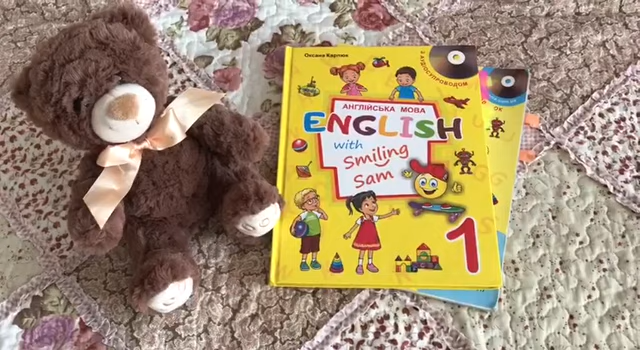 Оксана Карпюк
З АУДІОСУПРОВОДОМ
АНГЛІЙСЬКА МОВА
ENGLISH
with
Smiling
Sam
1